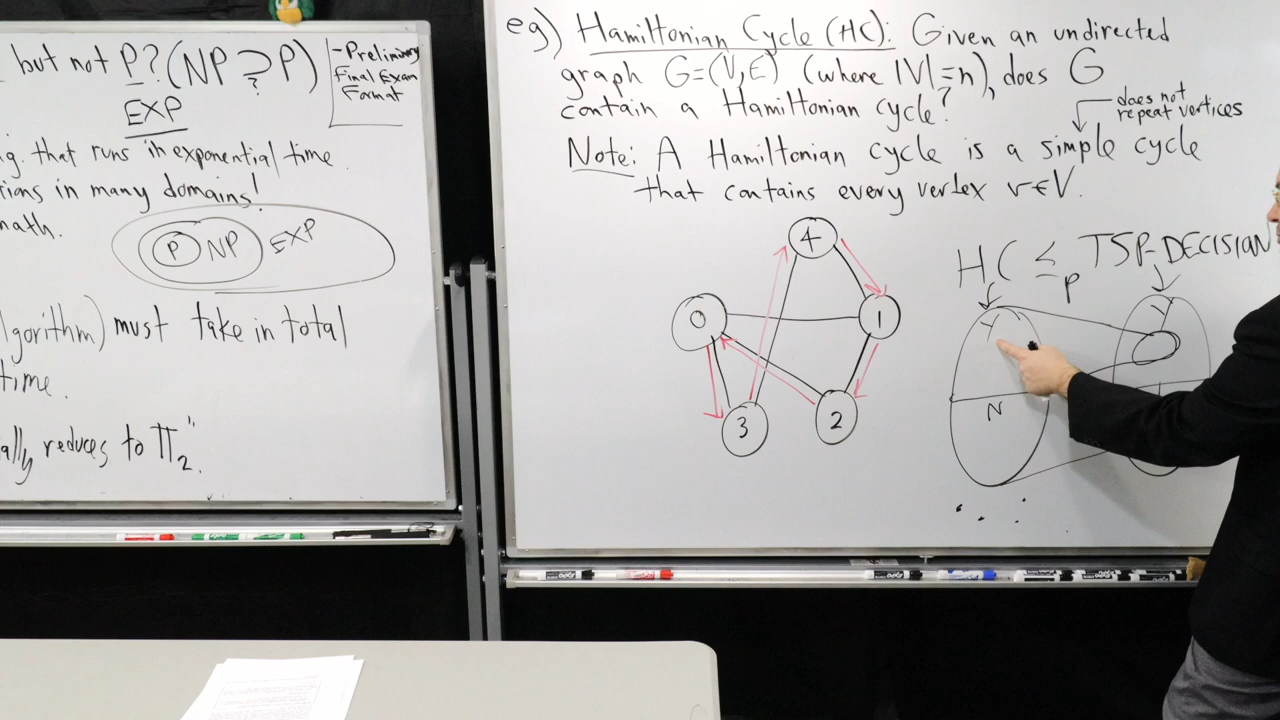 but not P? (NP ⊋ P)
?
EXP
-Preliminary
Final Exam
Format
g. that runs in exponential time.
tions in many domains!
math.
P NP EXP
lgorithm) must take in total
time.
ally reduces to Π₂."
eg) Hamiltonian Cycle (HC): Given an undirected
graph G=(V,E) (where |V|=n), does G
contain a Hamiltonian cycle?
does not
repeat vertices
Note: A Hamiltonian cycle is a simple cycle
that contains every vertex v∈V.
4
0 1
3 2
HC ≤p TSP-DECISION
Y Y
N